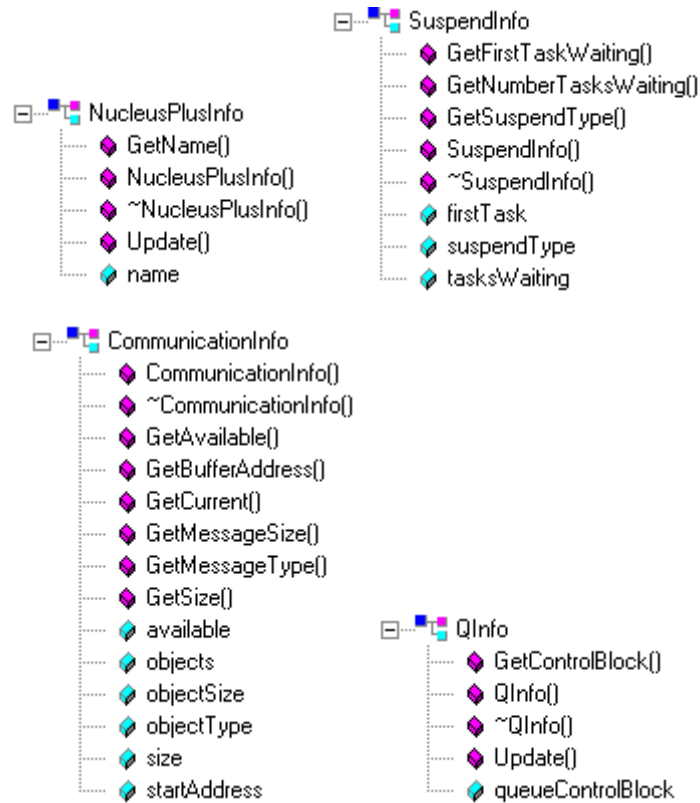 NucleusPlusInfo
GetName()
NucleusPlusInfo()
~NucleusPlusInfo()
Update()
name
SuspendInfo
GetFirstTaskWaiting()
GetNumberTasksWaiting()
GetSuspendType()
SuspendInfo()
~SuspendInfo()
firstTask
suspendType
tasksWaiting
CommunicationInfo
CommunicationInfo()
~CommunicationInfo()
GetAvailable()
GetBufferAddress()
GetCurrent()
GetMessageSize()
GetMessageType()
GetSize()
available
objects
objectSize
objectType
size
startAddress
QInfo
GetControlBlock()
QInfo()
~QInfo()
Update()
queueControlBlock